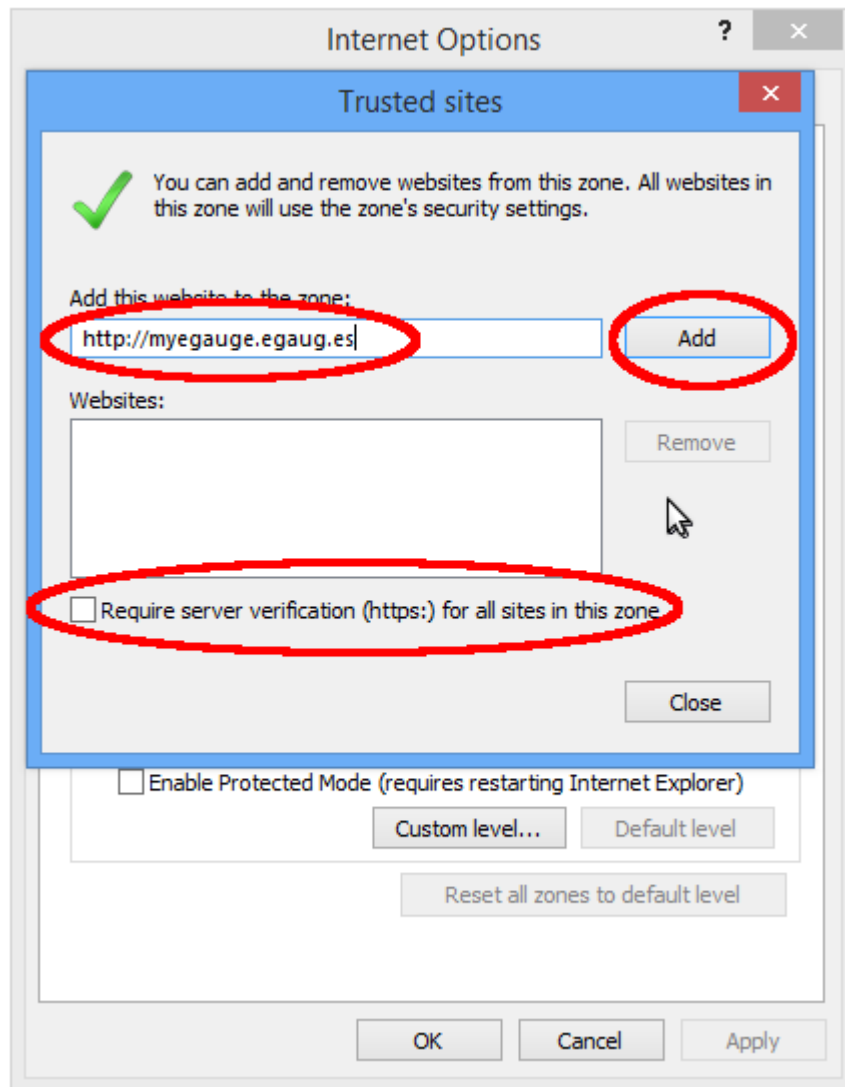 Internet Options
?
×
Trusted sites
×
You can add and remove websites from this zone. All websites in
this zone will use the zone's security settings.
Add this website to the zone:
http://myegauge.egaug.es
Add
Websites:
Remove
Require server verification (https:) for all sites in this zone
Close
Enable Protected Mode (requires restarting Internet Explorer)
Custom level...
Default level
Reset all zones to default level
OK
Cancel
Apply